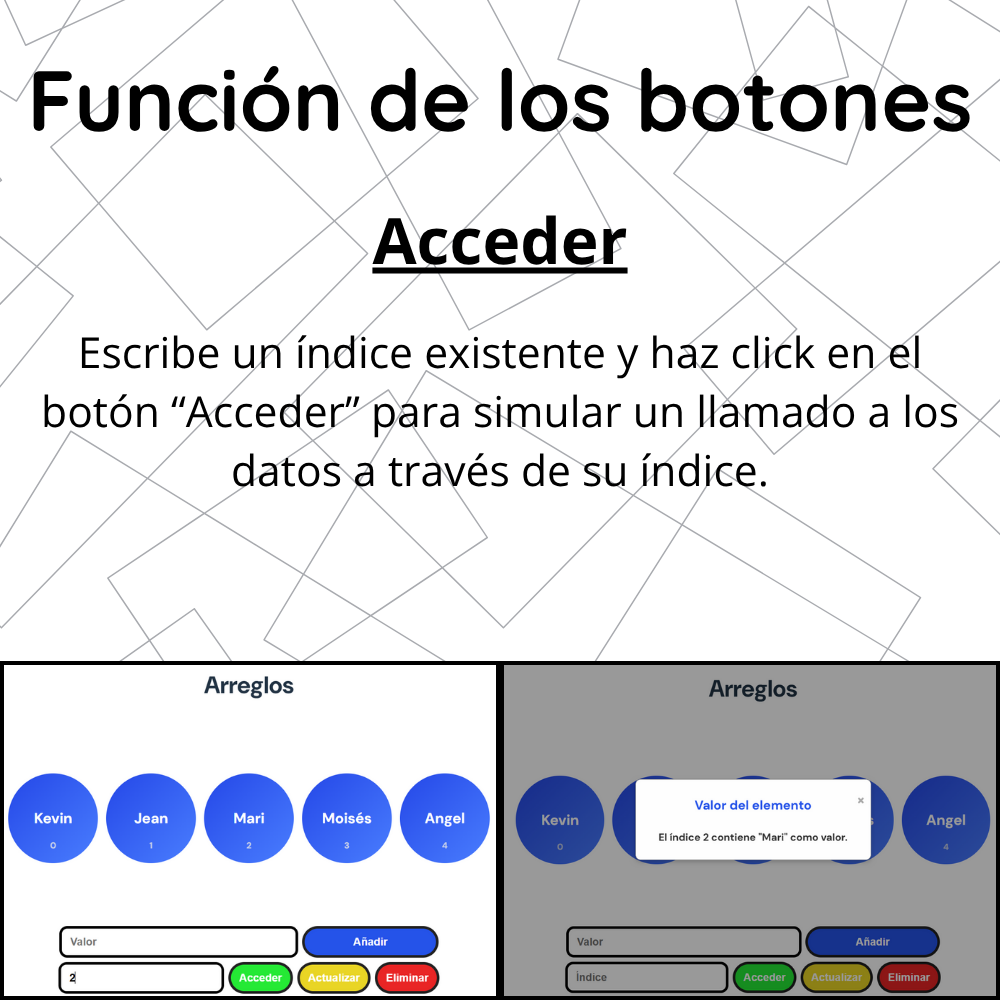 Función de los botones
Acceder
Escribe un índice existente y haz click en el
botón “Acceder” para simular un llamado a los
datos a través de su índice.
Arreglos
Kevin Jean Mari Moisés Angel
0 1 2 3 4
Valor Añadir
2 Acceder Actualizar Eliminar
Arreglos
Valor del elemento ×
El índice 2 contiene "Mari" como valor.
Kevin s Angel
0 4
Valor Añadir
Índice Acceder Actualizar Eliminar